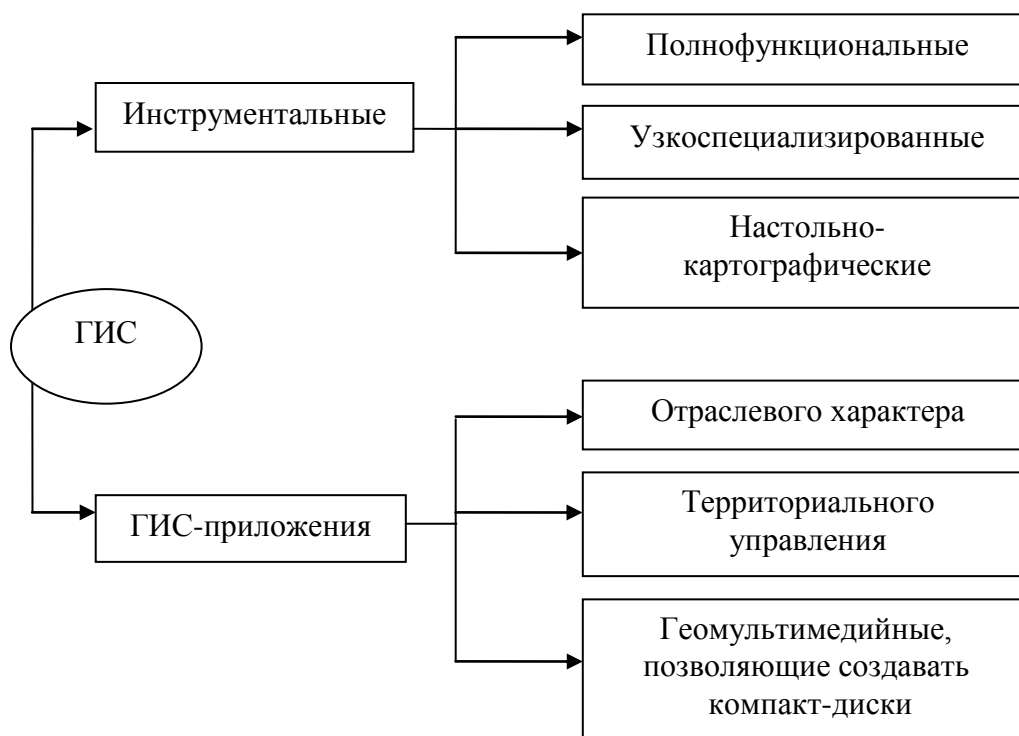 Полнофункциональные
Инструментальные
Узкоспециализированные
Настольно-
картографические
ГИС
Отраслевого характера
ГИС-приложения
Территориального
управления
Геомультимедийные,
позволяющие создавать
компакт-диски